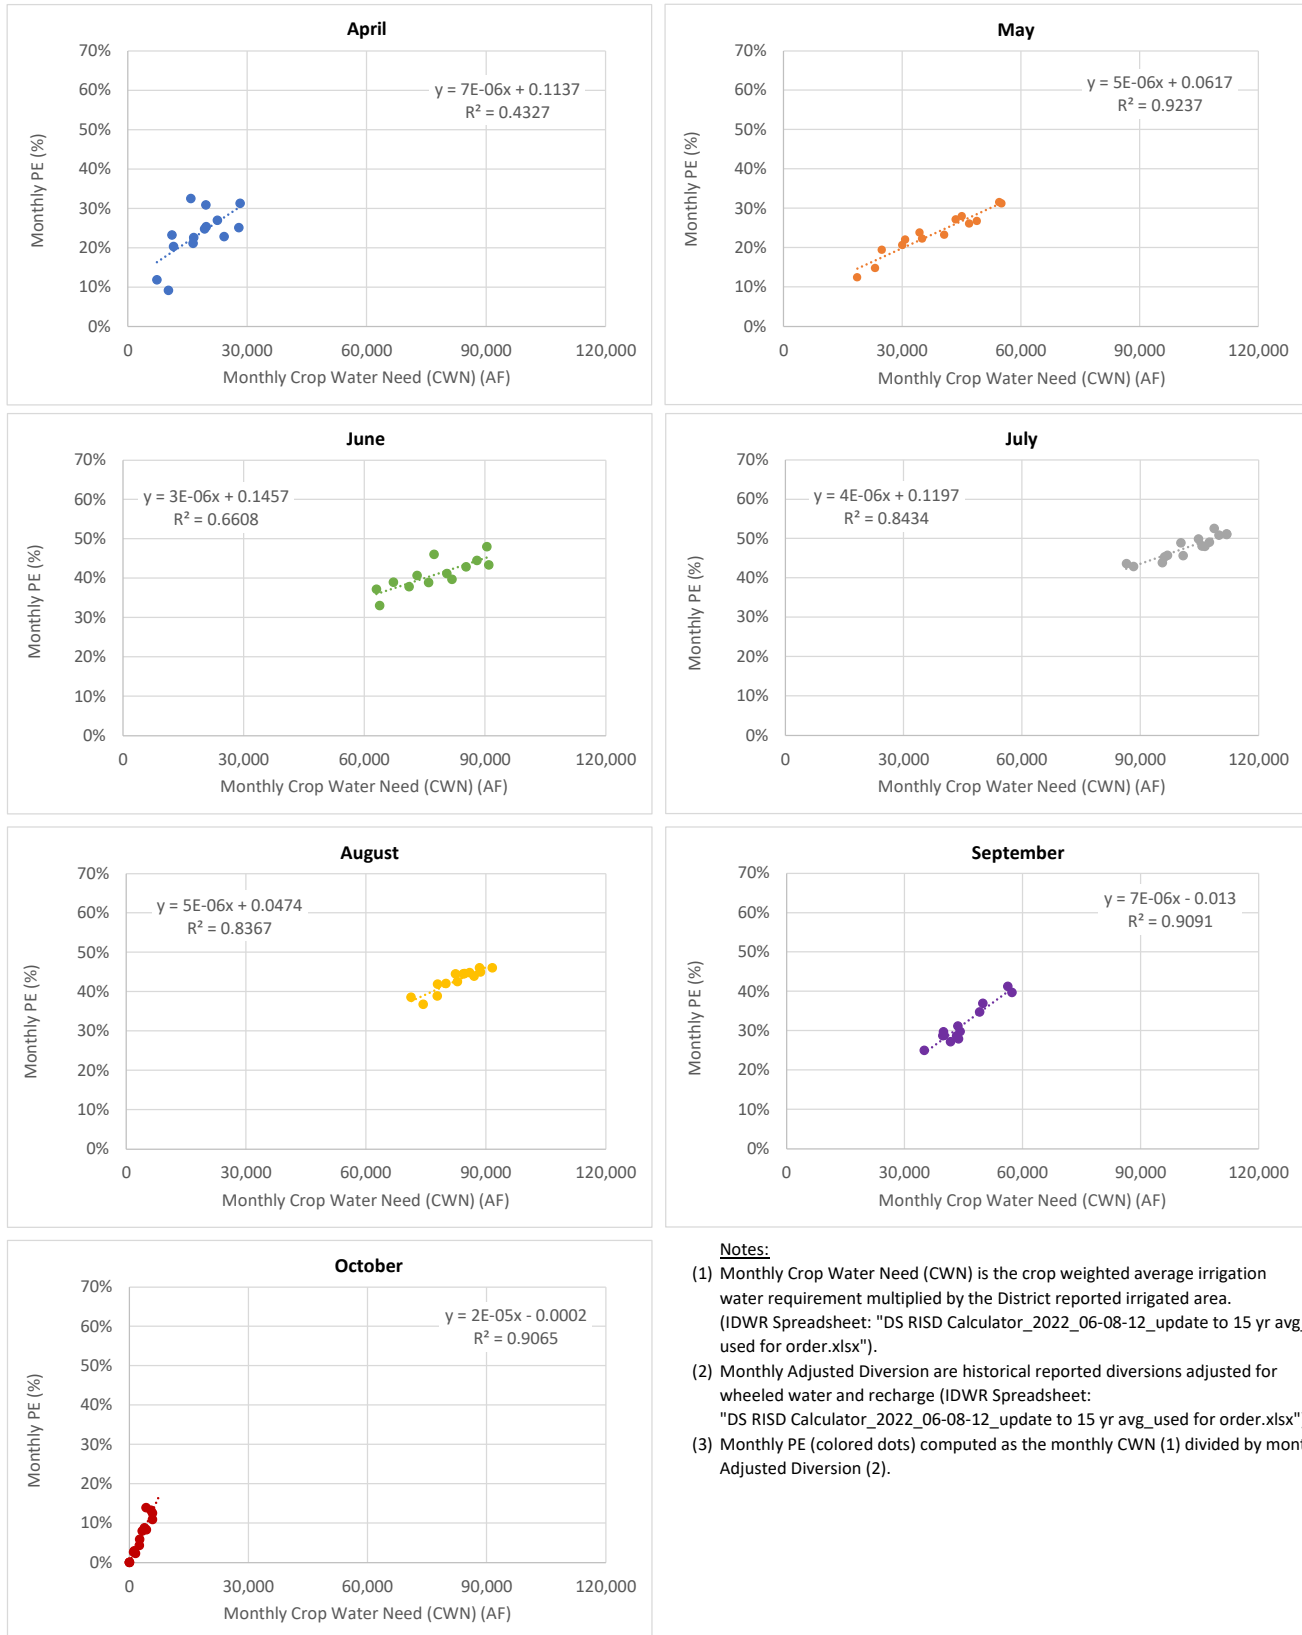 April
70%
60%
50%
40%
30%
20%
10%
0%
0 30,000 60,000 90,000 120,000
Monthly PE (%)
Monthly Crop Water Need (CWN) (AF)
y = 7E-06x + 0.1137
R² = 0.4327
May
70%
60%
50%
40%
30%
20%
10%
0%
0 30,000 60,000 90,000 120,000
Monthly PE (%)
Monthly Crop Water Need (CWN) (AF)
y = 5E-06x + 0.0617
R² = 0.9237
June
70%
60%
50%
40%
30%
20%
10%
0%
0 30,000 60,000 90,000 120,000
Monthly PE (%)
Monthly Crop Water Need (CWN) (AF)
y = 3E-06x + 0.1457
R² = 0.6608
July
70%
60%
50%
40%
30%
20%
10%
0%
0 30,000 60,000 90,000 120,000
Monthly PE (%)
Monthly Crop Water Need (CWN) (AF)
y = 4E-06x + 0.1197
R² = 0.8434
August
70%
60%
50%
40%
30%
20%
10%
0%
0 30,000 60,000 90,000 120,000
Monthly PE (%)
Monthly Crop Water Need (CWN) (AF)
y = 5E-06x + 0.0474
R² = 0.8367
September
70%
60%
50%
40%
30%
20%
10%
0%
0 30,000 60,000 90,000 120,000
Monthly PE (%)
Monthly Crop Water Need (CWN) (AF)
y = 7E-06x - 0.013
R² = 0.9091
October
70%
60%
50%
40%
30%
20%
10%
0%
0 30,000 60,000 90,000 120,000
Monthly PE (%)
Monthly Crop Water Need (CWN) (AF)
y = 2E-05x - 0.0002
R² = 0.9065
Notes:
(1) Monthly Crop Water Need (CWN) is the crop weighted average irrigation
water requirement multiplied by the District reported irrigated area.
(IDWR Spreadsheet: "DS RISD Calculator_2022_06-08-12_update to 15 yr avg_
used for order.xlsx").
(2) Monthly Adjusted Diversion are historical reported diversions adjusted for
wheeled water and recharge (IDWR Spreadsheet:
"DS RISD Calculator_2022_06-08-12_update to 15 yr avg_used for order.xlsx"
(3) Monthly PE (colored dots) computed as the monthly CWN (1) divided by
Adjusted Diversion (2).